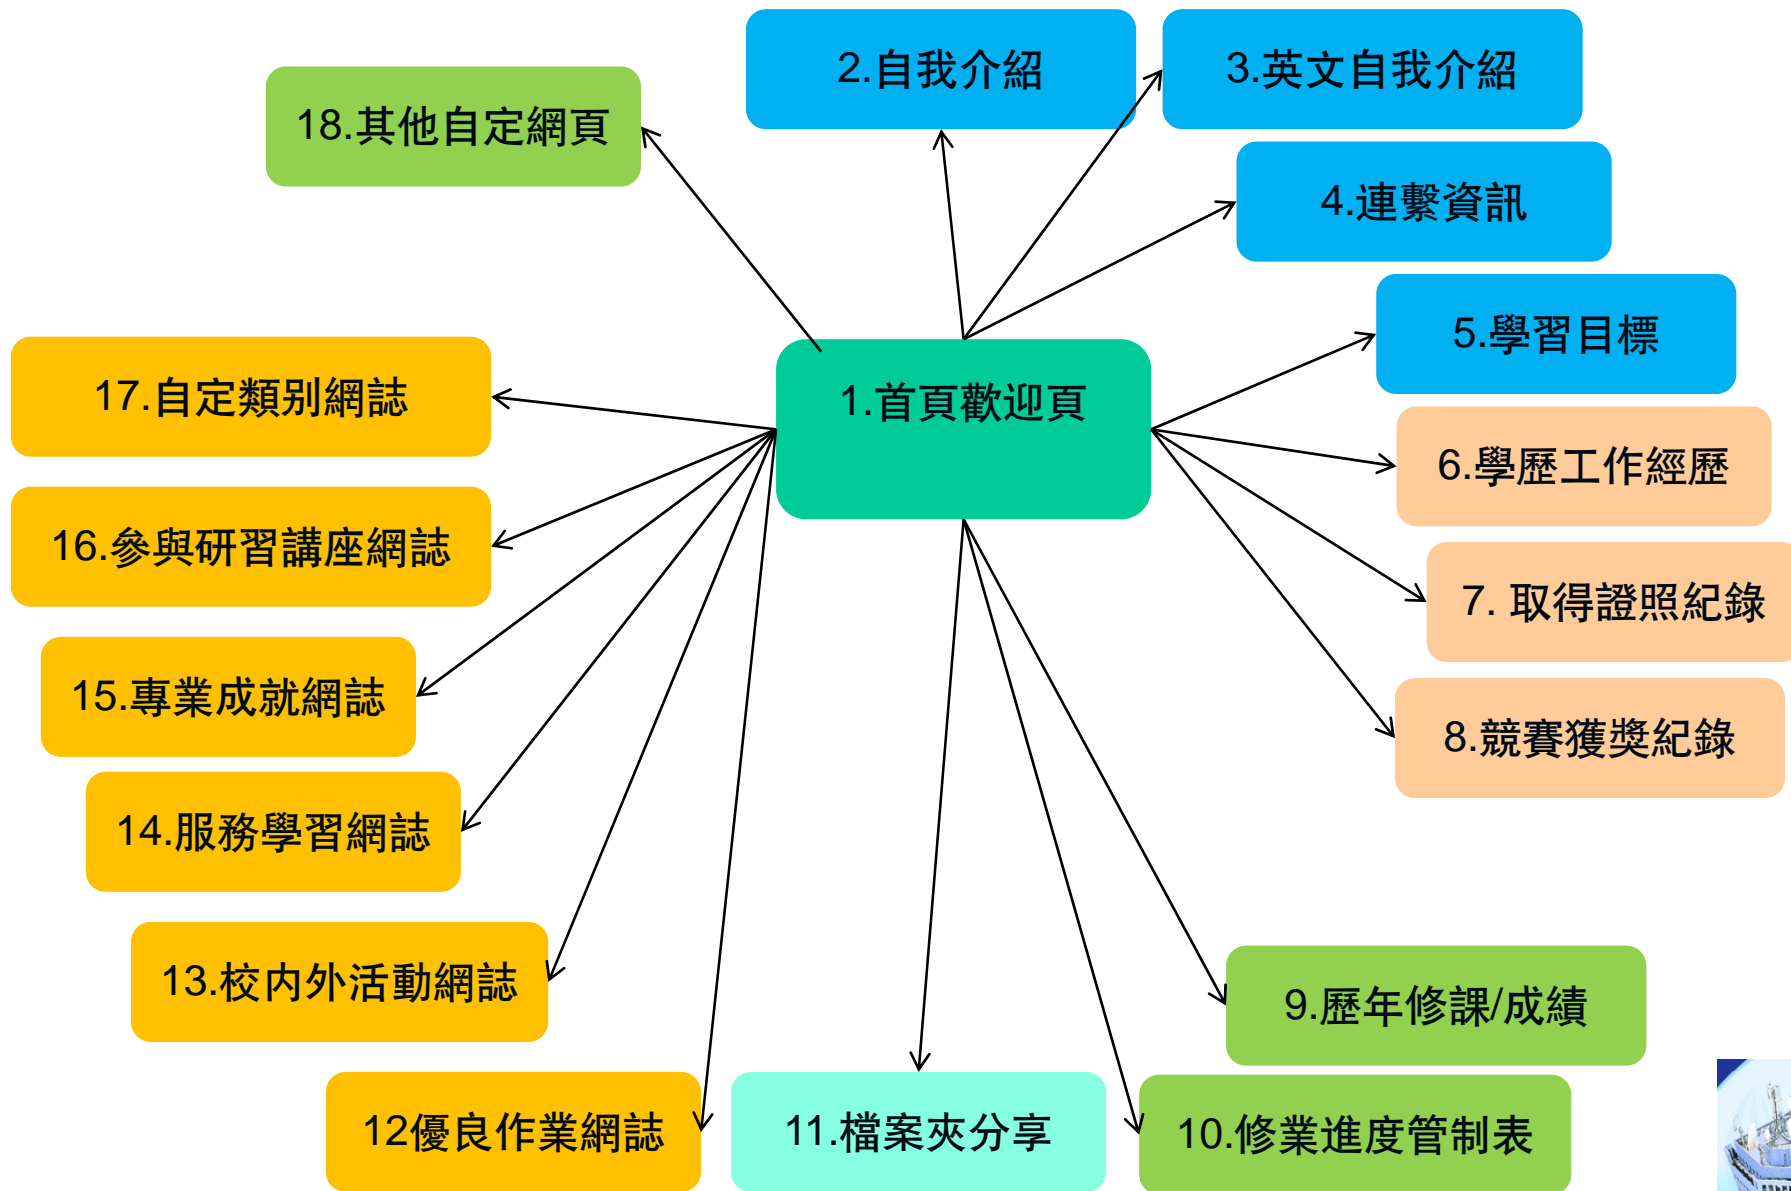 1.首頁歡迎頁
2.自我介紹
3.英文自我介紹
4.連繫資訊
5.學習目標
6.學歷工作經歷
7. 取得證照紀錄
8.競賽獲獎紀錄
9.歷年修課/成績
10.修業進度管制表
11.檔案夾分享
12優良作業網誌
13.校内外活動網誌
14.服務學習網誌
15.專業成就網誌
16.參與研習講座網誌
17.自定類别網誌
18.其他自定網頁